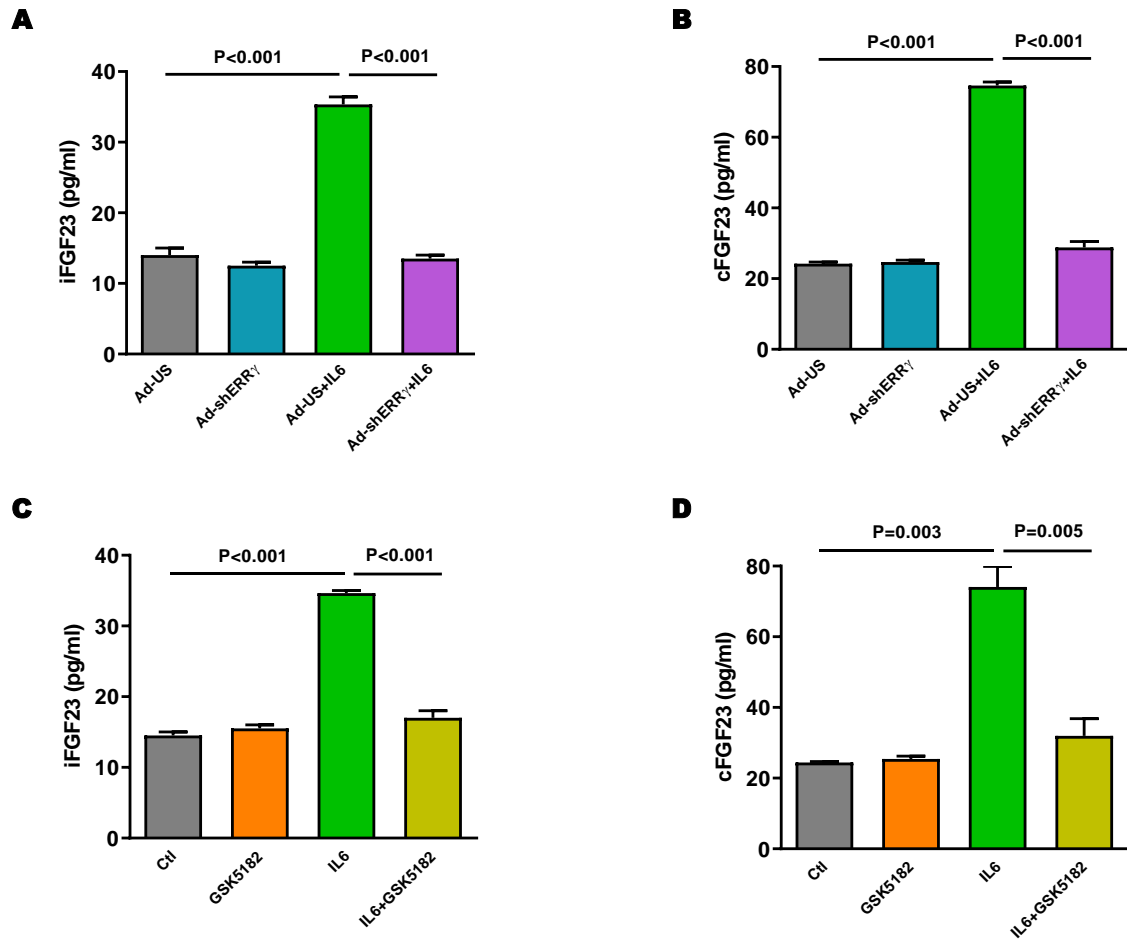 A
P<0.001
P<0.001
iFGF23 (pg/ml)
40
30
20
10
0
Ad-US
Ad-shERRγ
Ad-US+IL6
Ad-shERRγ+IL6
B
P<0.001
P<0.001
cFGF23 (pg/ml)
80
60
40
20
0
Ad-US
Ad-shERRγ
Ad-US+IL6
Ad-shERRγ+IL6
C
P<0.001
P<0.001
iFGF23 (pg/ml)
40
30
20
10
0
Ctl
GSK5182
IL6
IL6+GSK5182
D
P=0.003
P=0.005
cFGF23 (pg/ml)
80
60
40
20
0
Ctl
GSK5182
IL6
IL6+GSK5182